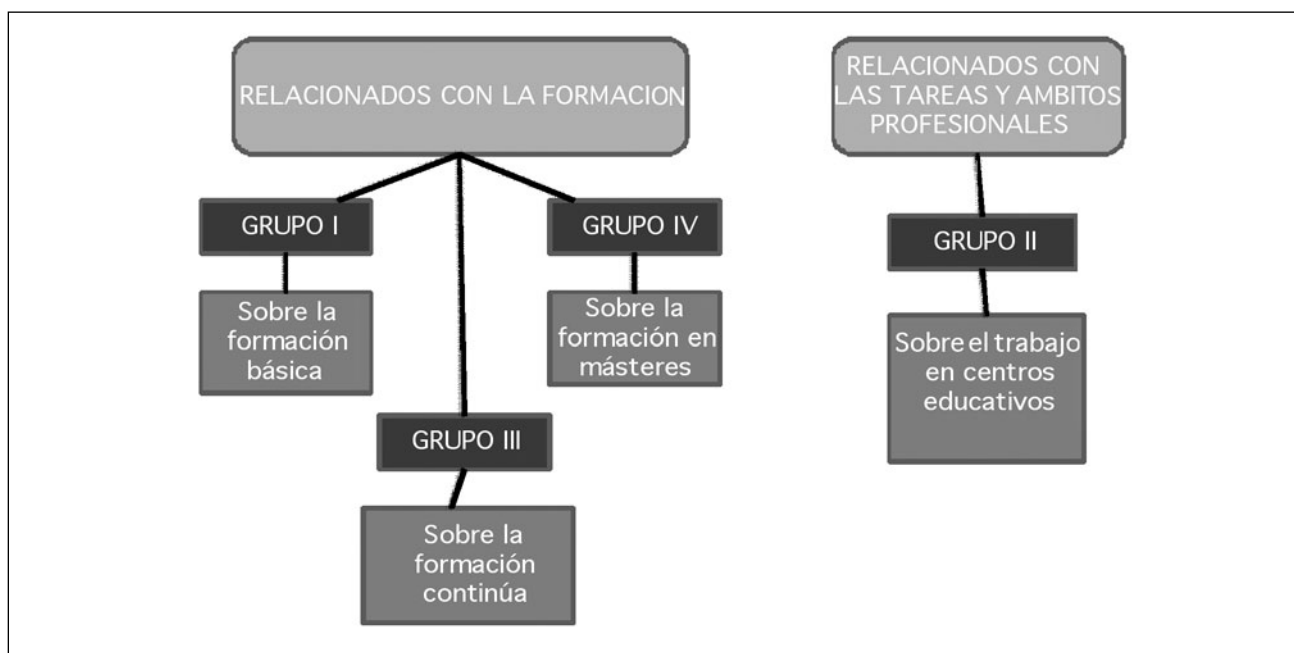 RELACIONADOS CON LA FORMACION
GRUPO I
Sobre la
formación
básica
GRUPO IV
Sobre la
formación en
másteres
GRUPO III
Sobre la
formación
continúa
RELACIONADOS CON
LAS TAREAS Y AMBITOS
PROFESIONALES
GRUPO II
Sobre el trabajo
en centros
educativos